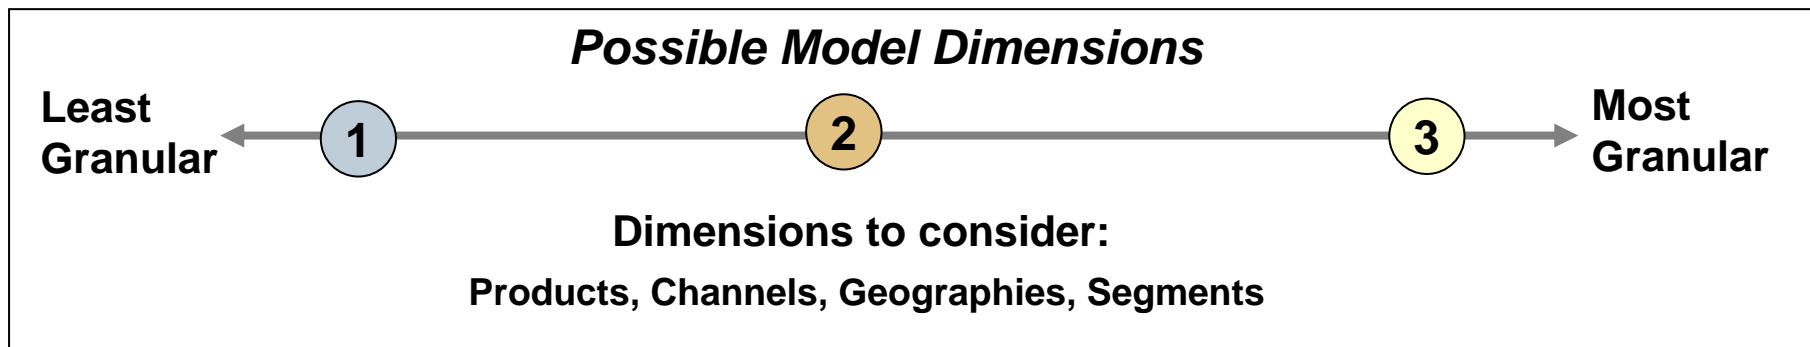 Possible Model Dimensions
Least
Granular
1
2
3
Most
Granular
Dimensions to consider:
Products, Channels, Geographies, Segments